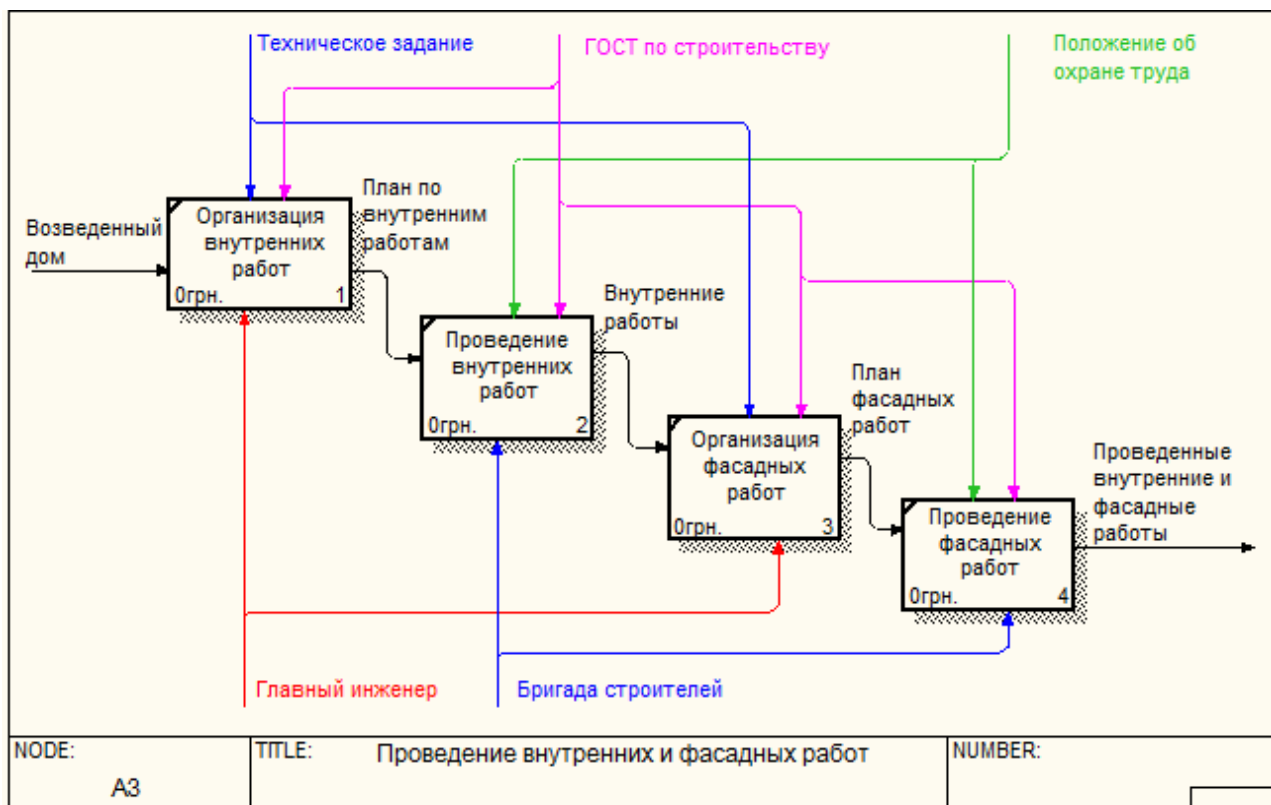 Техническое задание
ГОСТ по строительству
Положение об
охране труда
Возведенный
дом
Организация
внутренних
работ
0грн.
1
План по
внутренним
работам
Проведение
внутренних
работ
0грн.
2
Внутренние
работы
Организация
фасадных
работ
0грн.
3
План
фасадных
работ
Проведение
фасадных
работ
0грн.
4
Проведенные
внутренние и
фасадные
работы
Главный инженер
Бригада строителей
NODE:
А3
TITLE:
Проведение внутренних и фасадных работ
NUMBER: